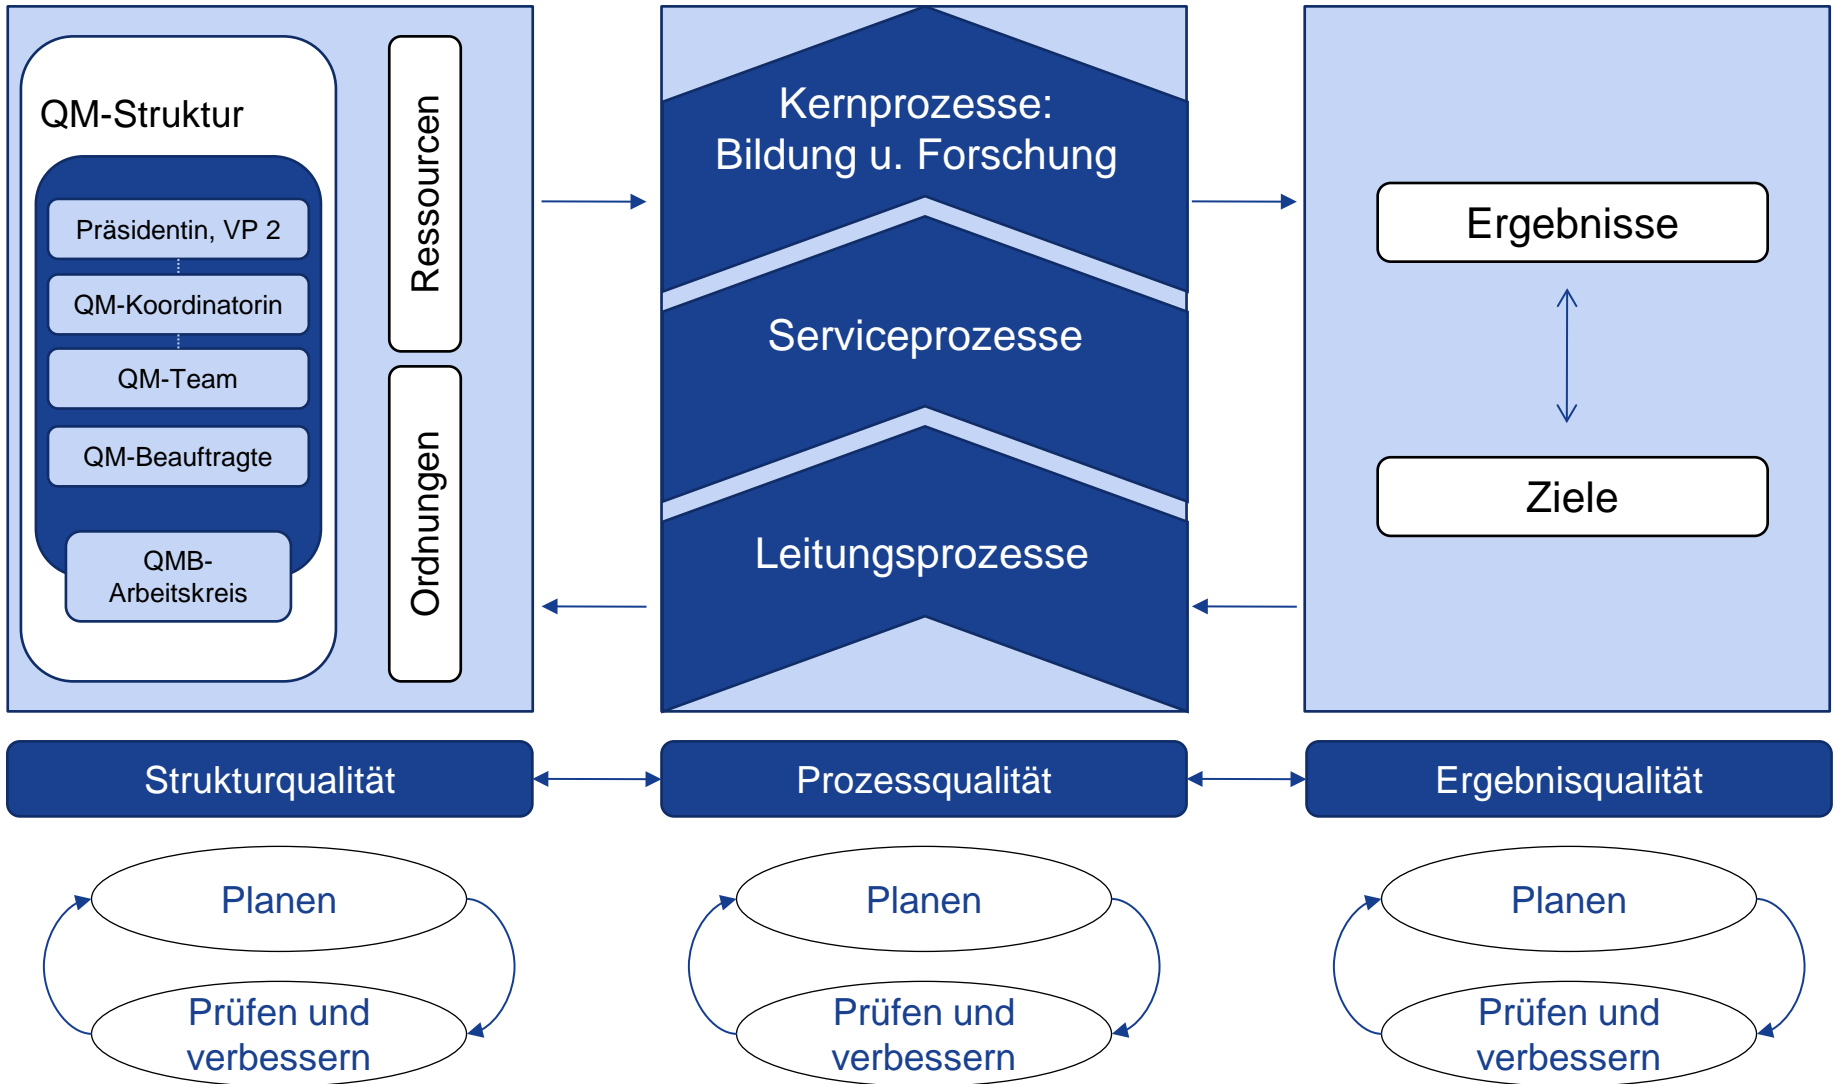 QM-Struktur
Präsidentin, VP 2
QM-Koordinatorin
QM-Team
QM-Beauftragte
QMB-
Arbeitskreis
Ressourcen
Ordnungen
Kernprozesse:
Bildung u. Forschung
Serviceprozesse
Leitungsprozesse
Ergebnisse
Ziele
Strukturqualität
Prozessqualität
Ergebnisqualität
Planen
Prüfen und
verbessern
Planen
Prüfen und
verbessern
Planen
Prüfen und
verbessern